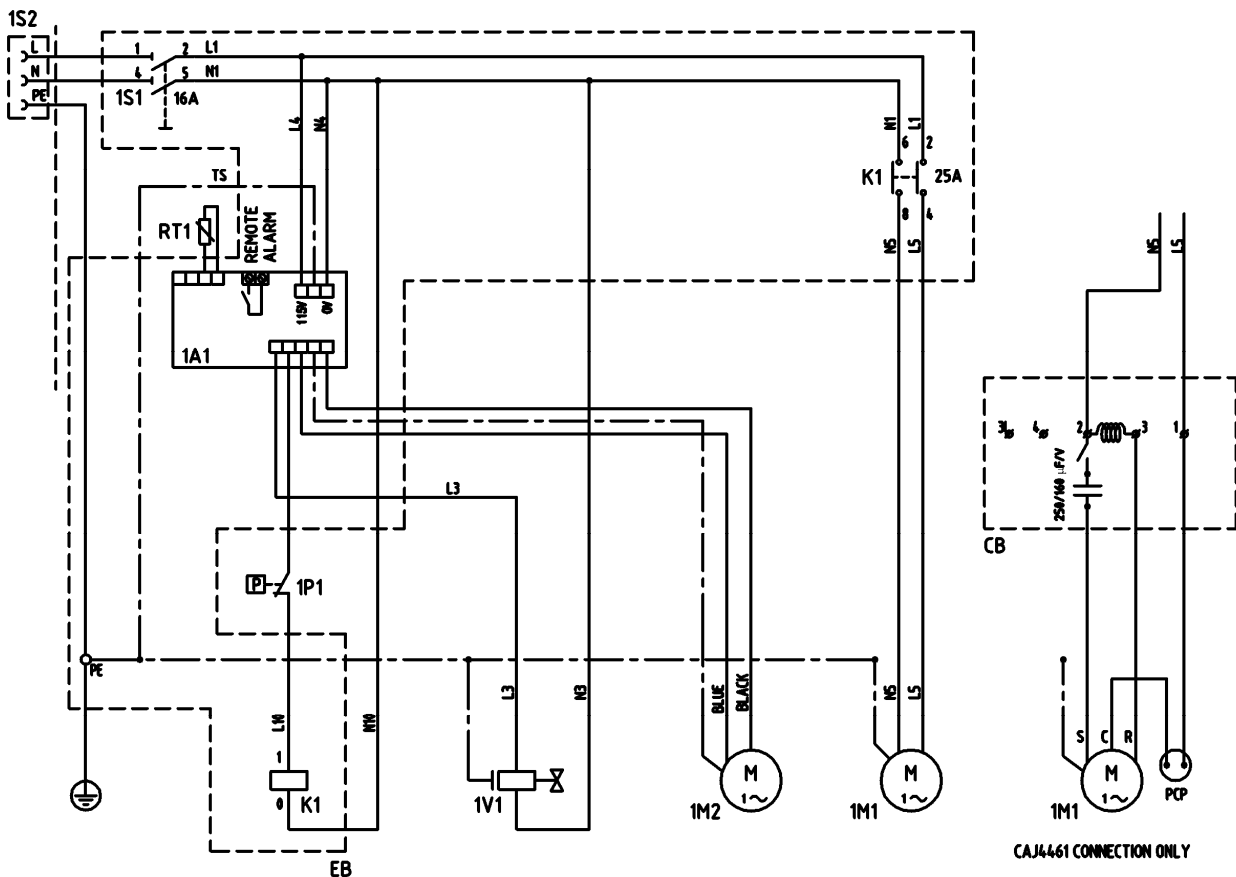 1S2
L 1 2 L1
N 4 5 N1
PE 1S1 16A
L4 N4
N1 L1
6 2
K1 25A
8 4
N5 L5
TS
RT1
REMOTE
ALARM
115V 0V
1A1
N5 L5
3 4 2 3 1
250/160 µF/V
CB
L3
P 1P1
PE
L10 N10
L3 N3
BLUE BLACK
N5 L5
S C R
1
0 K1
1V1
M
1~
1M2
M
1~
1M1
M
1~
1M1
PCP
EB
CAJ4461 CONNECTION ONLY